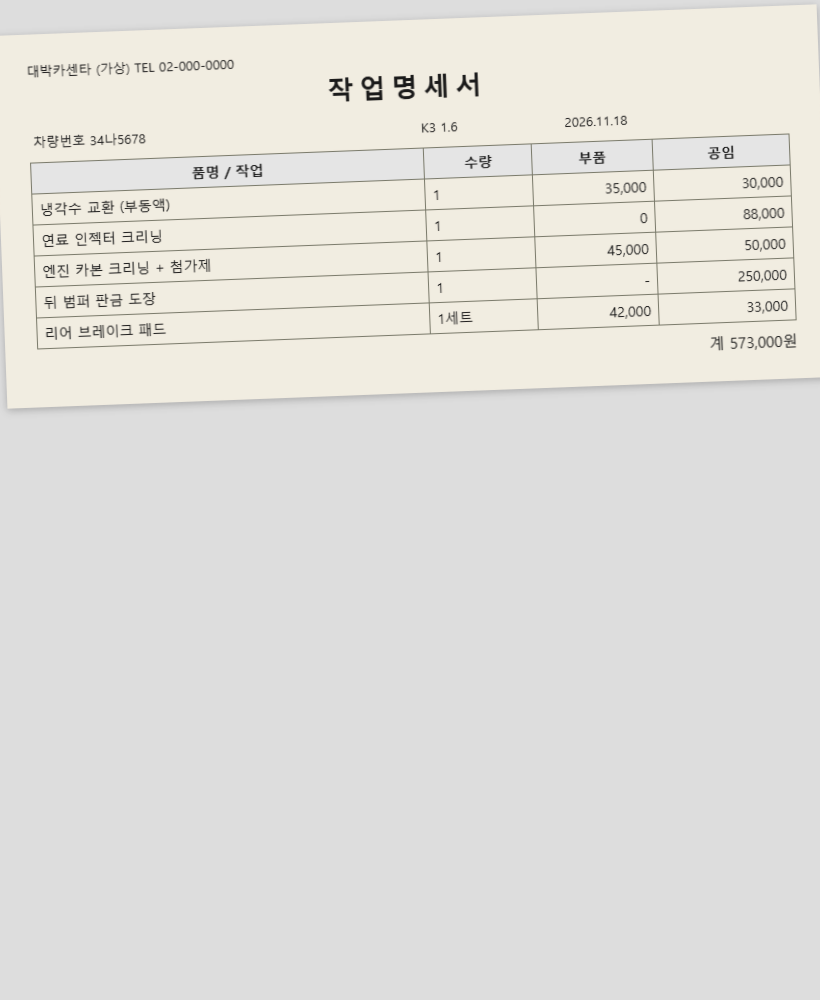 대박카센타 (가상) TEL 02-000-0000
작업명세서
차량번호 34나5678 K3 1.6 2026.11.18
품명 / 작업 수량 부품 공임
냉각수 교환 (부동액) 1 35,000 30,000
연료 인젝터 크리닝 1 0 88,000
엔진 카본 크리닝 + 첨가제 1 45,000 50,000
뒤 범퍼 판금 도장 1 - 250,000
리어 브레이크 패드 1세트 42,000 33,000
계 573,000원